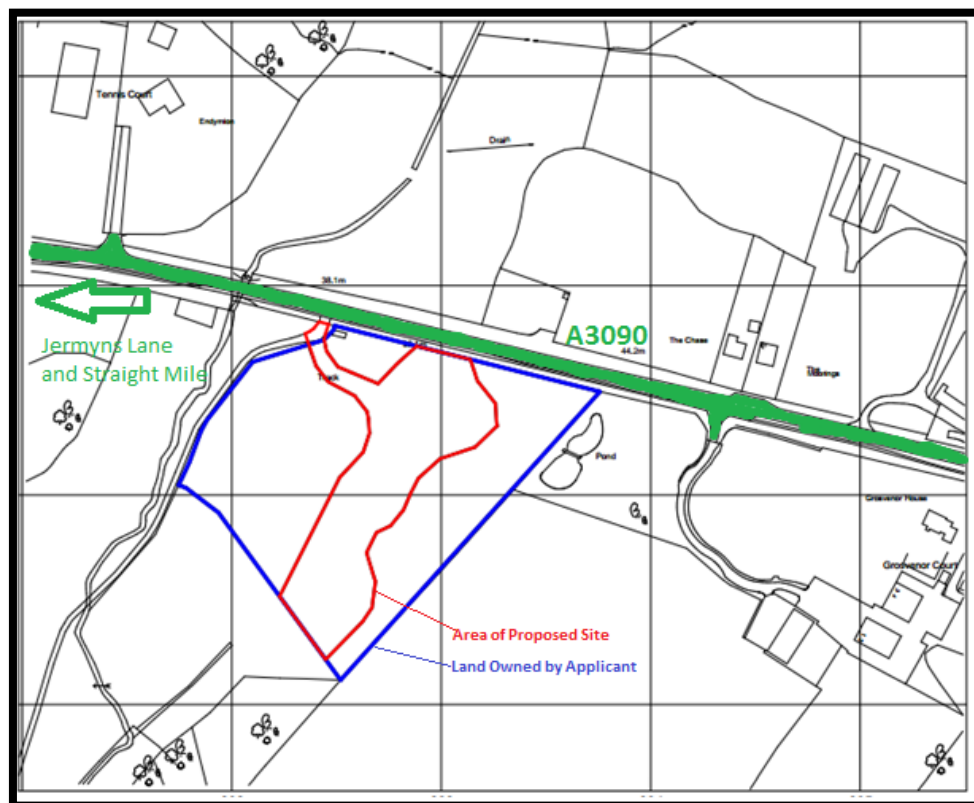 Tennis Court
Endymion
Drain
38.1m
A3090
44.2m
The Chase
The
Jermyns Lane
and Straight Mile
Track
Pond
Grosvenor House
Grosvenor Court
Area of Proposed Site
Land Owned by Applicant